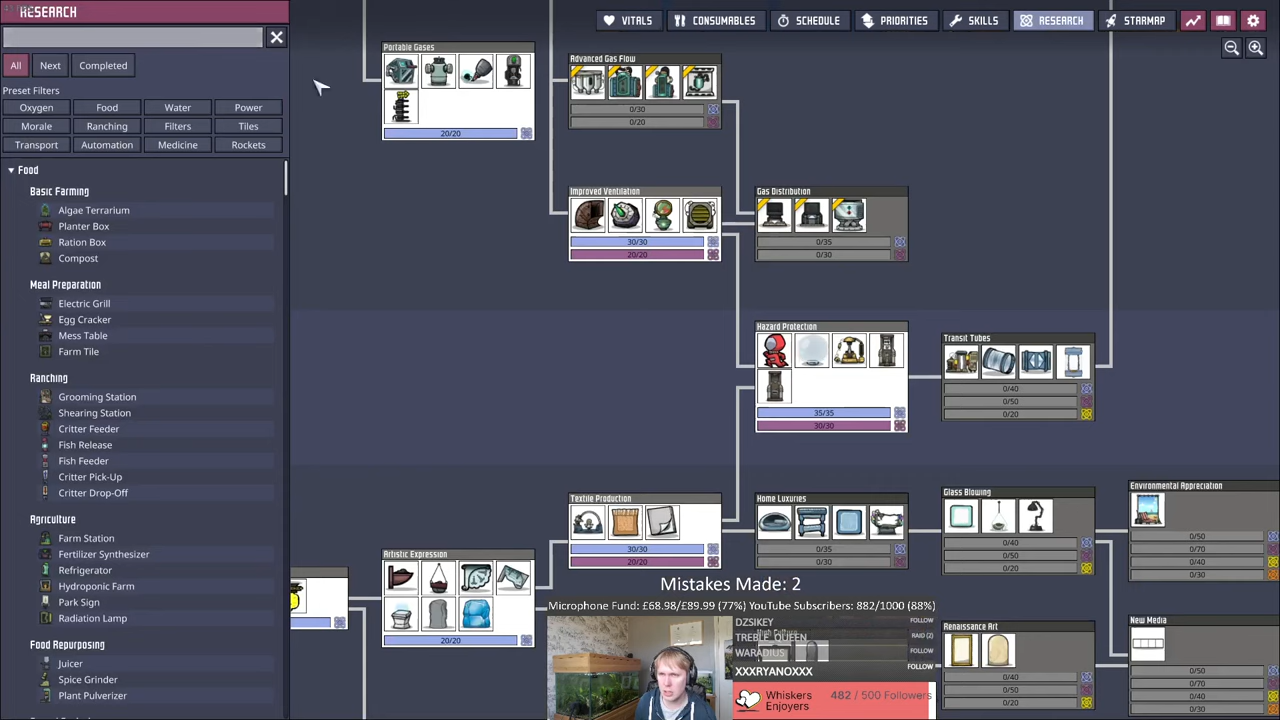 RESEARCH
VITALS
CONSUMABLES
SCHEDULE
PRIORITIES
SKILLS
RESEARCH
STARMAP
All
Next
Completed
Preset Filters
Oxygen
Food
Water
Power
Morale
Ranching
Filters
Tiles
Transport
Automation
Medicine
Rockets
Food
Basic Farming
Algae Terrarium
Planter Box
Ration Box
Compost
Meal Preparation
Electric Grill
Egg Cracker
Mess Table
Farm Tile
Ranching
Grooming Station
Shearing Station
Critter Feeder
Fish Release
Fish Feeder
Critter Pick-Up
Critter Drop-Off
Agriculture
Farm Station
Fertilizer Synthesizer
Refrigerator
Hydroponic Farm
Park Sign
Radiation Lamp
Food Repurposing
Juicer
Spice Grinder
Plant Pulverizer
Portable Gases
20/20
Advanced Gas Flow
0/30
0/20
Improved Ventilation
30/30
20/20
Gas Distribution
0/35
0/30
Hazard Protection
35/35
30/30
Transit Tubes
0/40
0/50
0/20
Textile Production
30/30
20/20
Home Luxuries
0/35
0/30
Glass Blowing
0/40
0/50
0/20
Environmental Appreciation
0/50
0/70
0/40
0/30
Artistic Expression
20/20
Renaissance Art
0/40
0/50
0/20
New Media
0/50
0/70
0/40
0/30
Mistakes Made: 2
Microphone Fund: £68.98/£89.99 (77%) YouTube Subscribers: 882/1000 (88%)
DZSIKEY FOLLOW
TREBLE_QUEEN RAID (2)
WARADIUS FOLLOW
XXXRYANOXXX FOLLOW
Whiskers Enjoyers
482 / 500 Followers